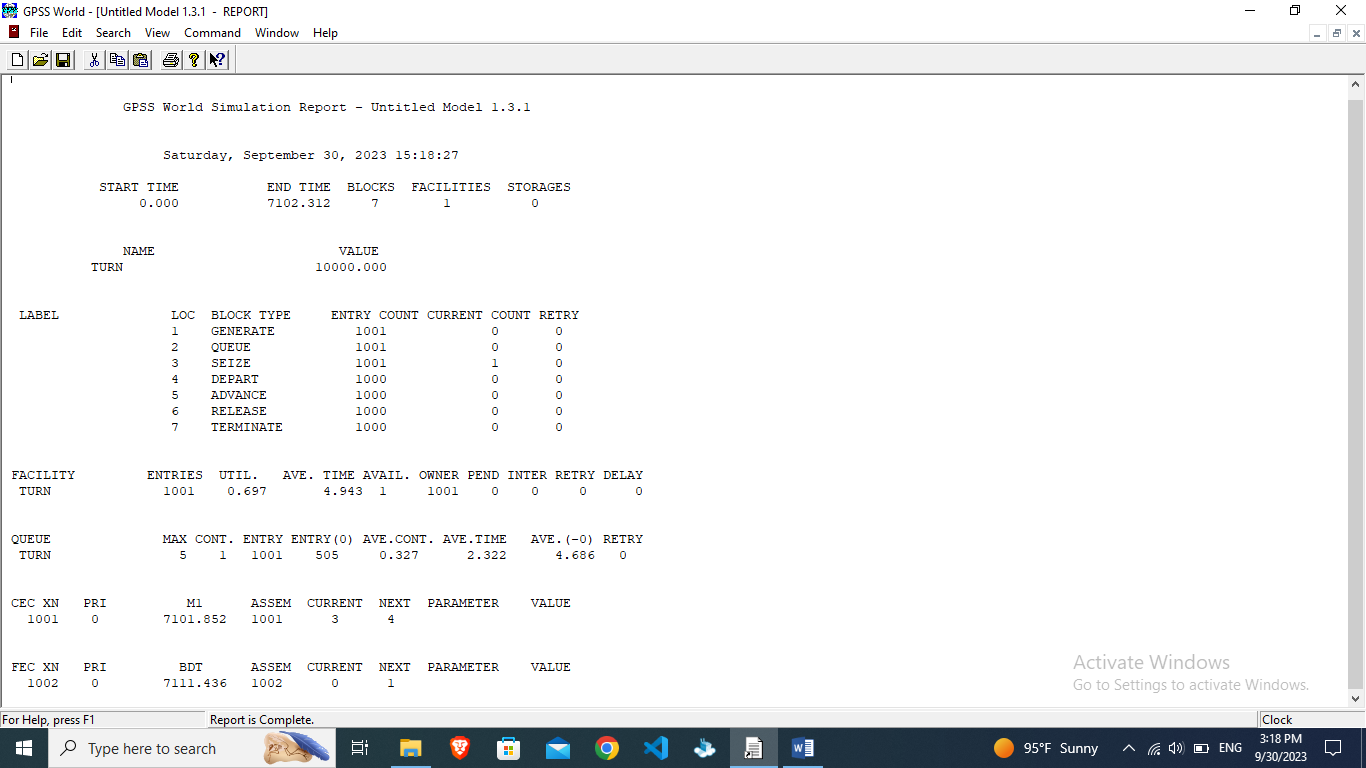 GPSS World - [Untitled Model 1.3.1 - REPORT]
File Edit Search View Command Window Help
GPSS World Simulation Report - Untitled Model 1.3.1
Saturday, September 30, 2023 15:18:27
START TIME END TIME BLOCKS FACILITIES STORAGES
0.000 7102.312 7 1 0
NAME VALUE
TURN 10000.000
LABEL LOC BLOCK TYPE ENTRY COUNT CURRENT COUNT RETRY
1 GENERATE 1001 0 0
2 QUEUE 1001 0 0
3 SEIZE 1001 1 0
4 DEPART 1000 0 0
5 ADVANCE 1000 0 0
6 RELEASE 1000 0 0
7 TERMINATE 1000 0 0
FACILITY ENTRIES UTIL. AVE. TIME AVAIL. OWNER PEND INTER RETRY DELAY
TURN 1001 0.697 4.943 1 1001 0 0 0 0
QUEUE MAX CONT. ENTRY ENTRY(0) AVE.CONT. AVE.TIME AVE.(-0) RETRY
TURN 5 1 1001 505 0.327 2.322 4.686 0
CEC XN PRI M1 ASSEM CURRENT NEXT PARAMETER VALUE
1001 0 7101.852 1001 3 4
FEC XN PRI BDT ASSEM CURRENT NEXT PARAMETER VALUE
1002 0 7111.436 1002 0 1
Activate Windows
Go to Settings to activate Windows.
For Help, press F1 Report is Complete. Clock
Type here to search 95°F Sunny ENG 3:18 PM
9/30/2023